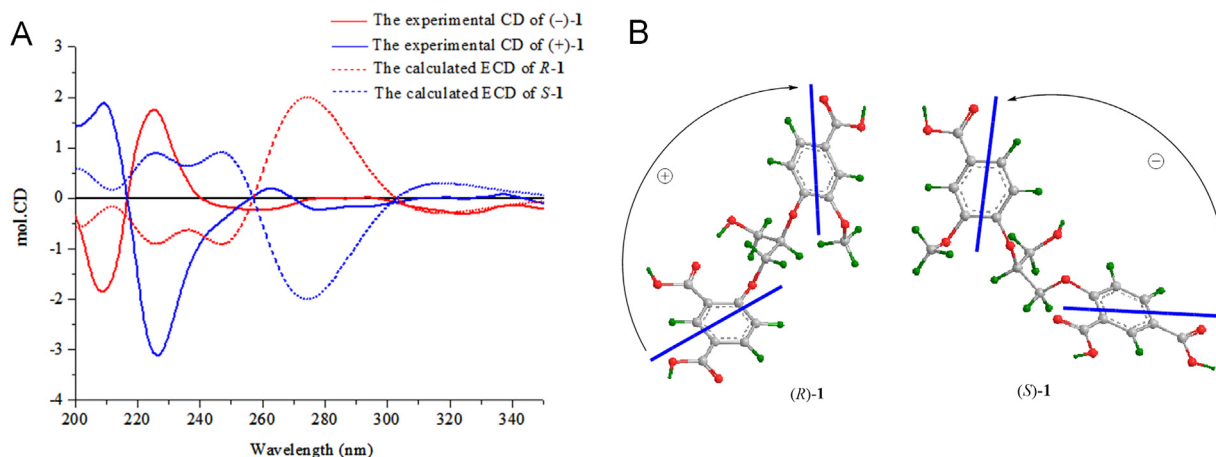 A
The experimental CD of (−)-1
The experimental CD of (+)-1
The calculated ECD of R-1
The calculated ECD of S-1
3
2
1
0
-1
-2
-3
-4
mol.CD
200 220 240 260 280 300 320 340
Wavelength (nm)
B
+
−
(R)-1
(S)-1